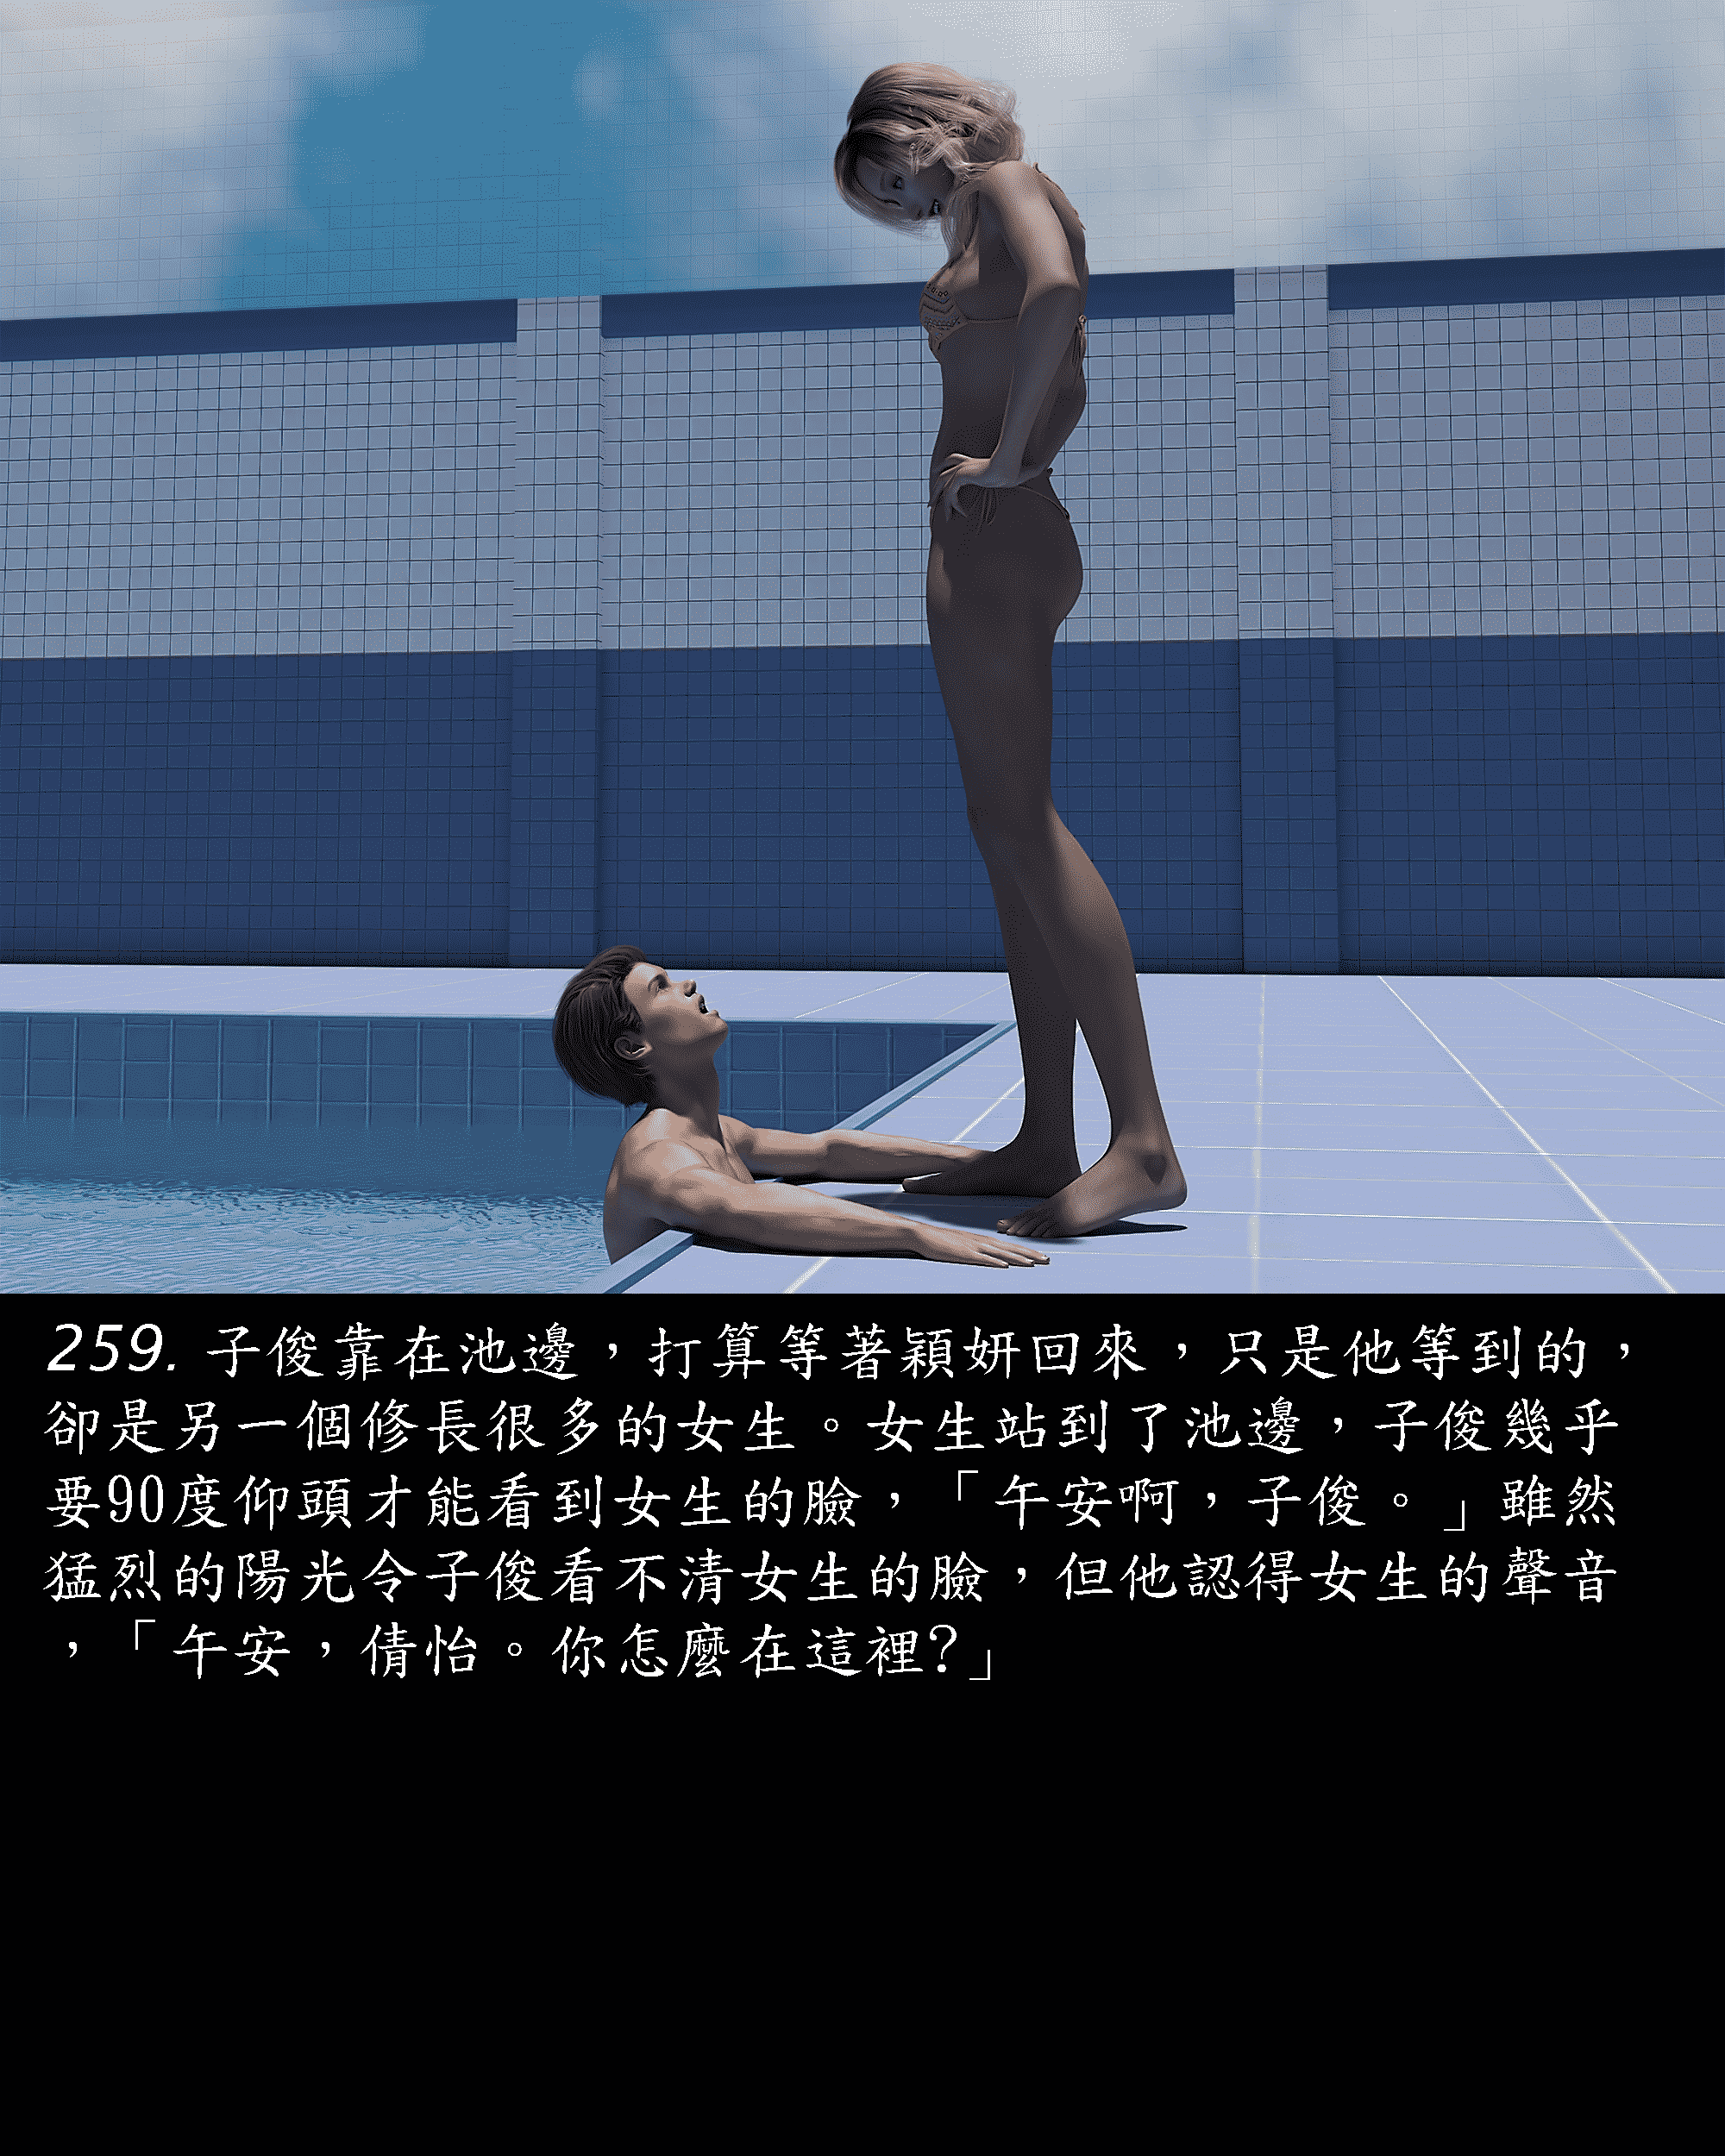 259. 子俊靠在池邊，打算等著穎妍回來，只是他等到的，
卻是另一個修長很多的女生。女生站到了池邊，子俊幾乎
要90度仰頭才能看到女生的臉，「午安啊，子俊。」雖然
猛烈的陽光令子俊看不清女生的臉，但他認得女生的聲音
，「午安，倩怡。你怎麼在這裡?」